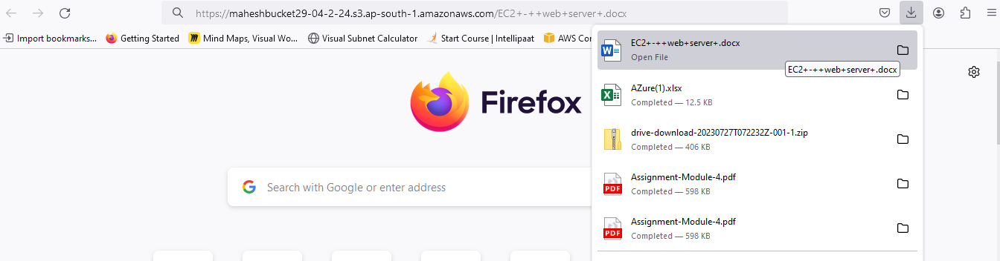 https://maheshbucket29-04-2-24.s3.ap-south-1.amazonaws.com/EC2+-++web+server+.docx
Import bookmarks... Getting Started Mind Maps, Visual Wo... Visual Subnet Calculator Start Course | Intellipaat AWS Co
EC2+-++web+server+.docx
Open File
EC2+-++web+server+.docx
AZure(1).xlsx
Completed — 12.5 KB
drive-download-20230727T072232Z-001-1.zip
Completed — 406 KB
Assignment-Module-4.pdf
Completed — 598 KB
Assignment-Module-4.pdf
Completed — 598 KB
Firefox
Search with Google or enter address
W
X
PDF
PDF